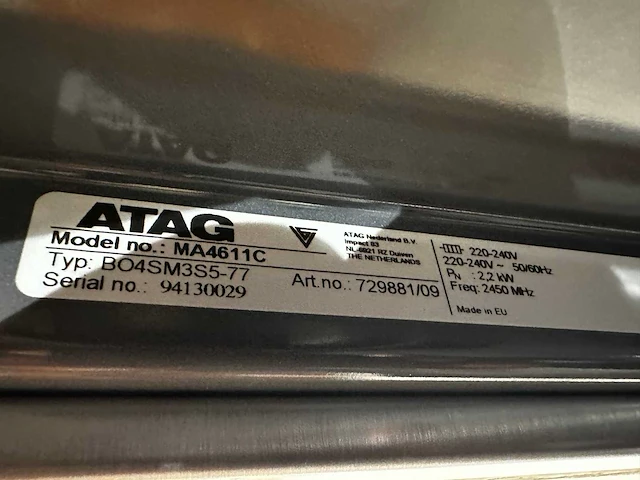 ATAG
Model no.: MA4611C
Typ: BO4SM3S5-77
Serial no.: 94130029
Art.no.: 729881/09
ATAG Nederland B.V.
Impact 83
NL-6921 RZ Duiven
THE NETHERLANDS
220-240V
220-240V ~ 50/60Hz
PN : 2,2 kW
Freq: 2450 MHz
Made in EU